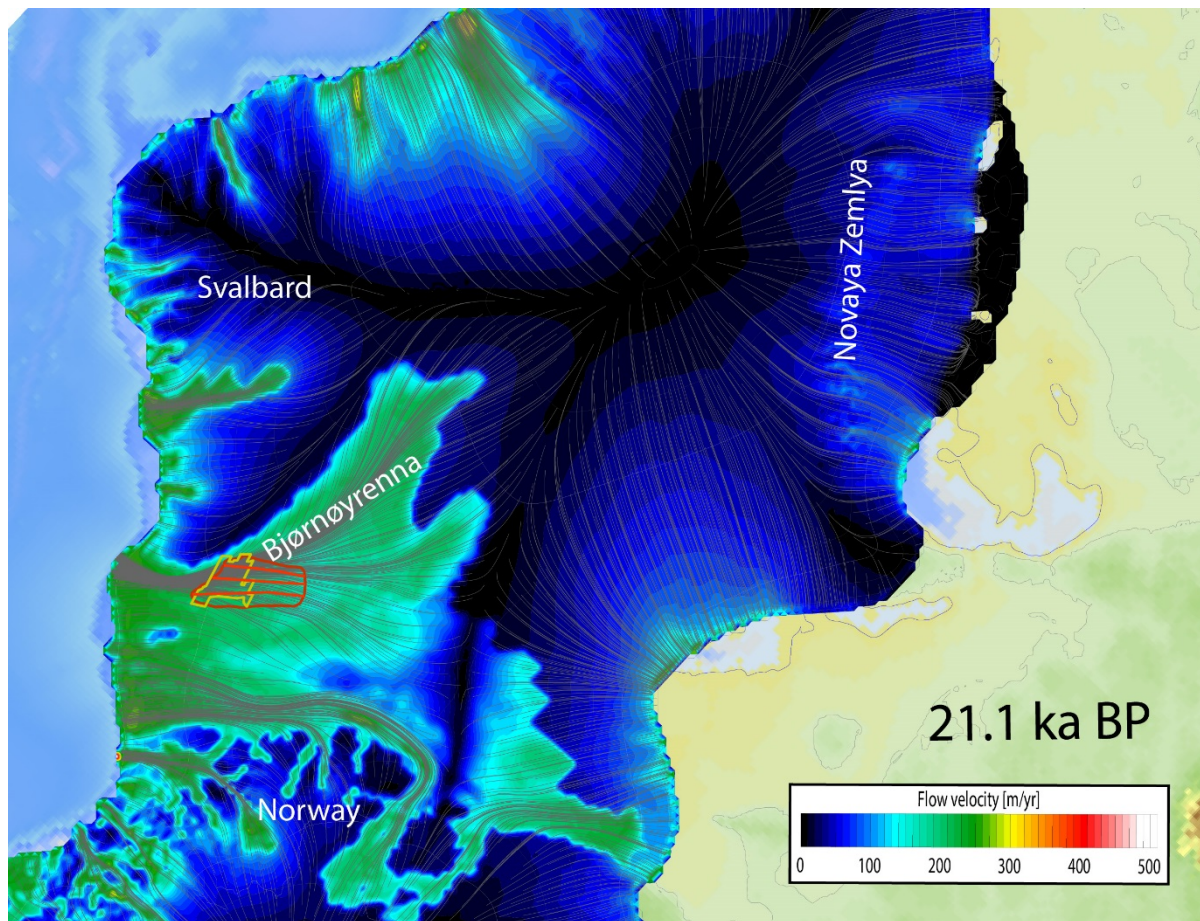 Svalbard
Novaya Zemlya
Bjørnøyrenna
Norway
21.1 ka BP
Flow velocity [m/yr]
0 100 200 300 400 500